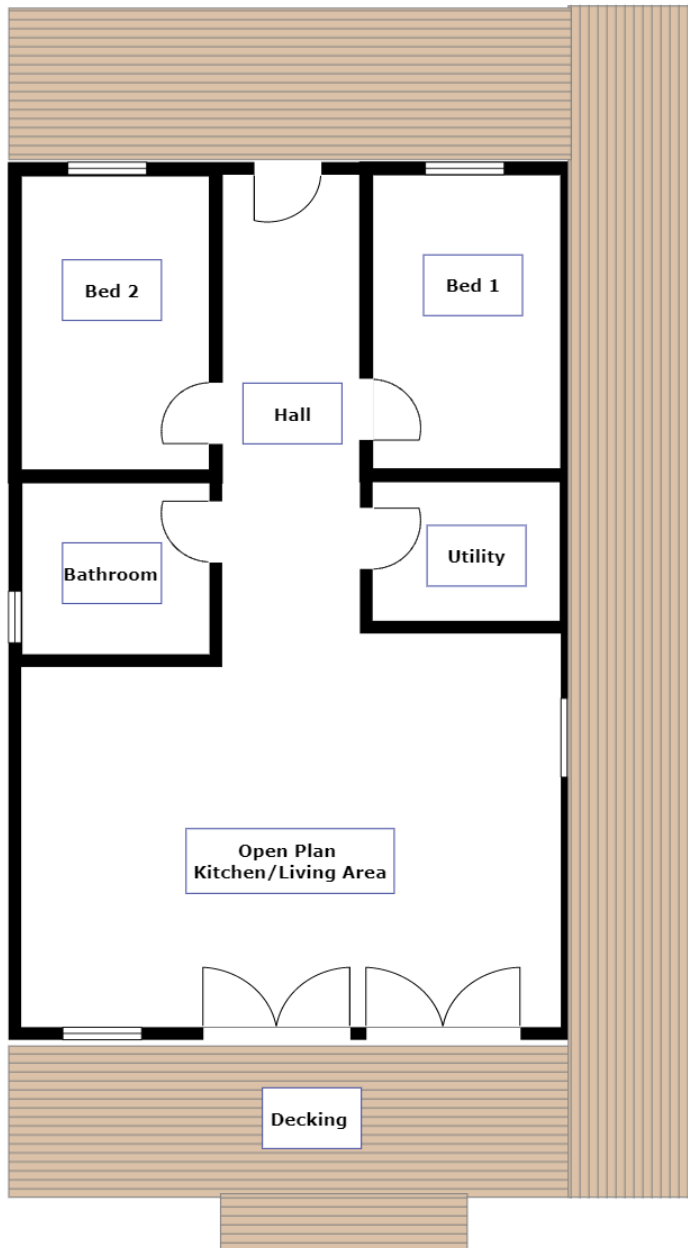 Bed 2
Bed 1
Hall
Bathroom
Utility
Open Plan
Kitchen/Living Area
Decking